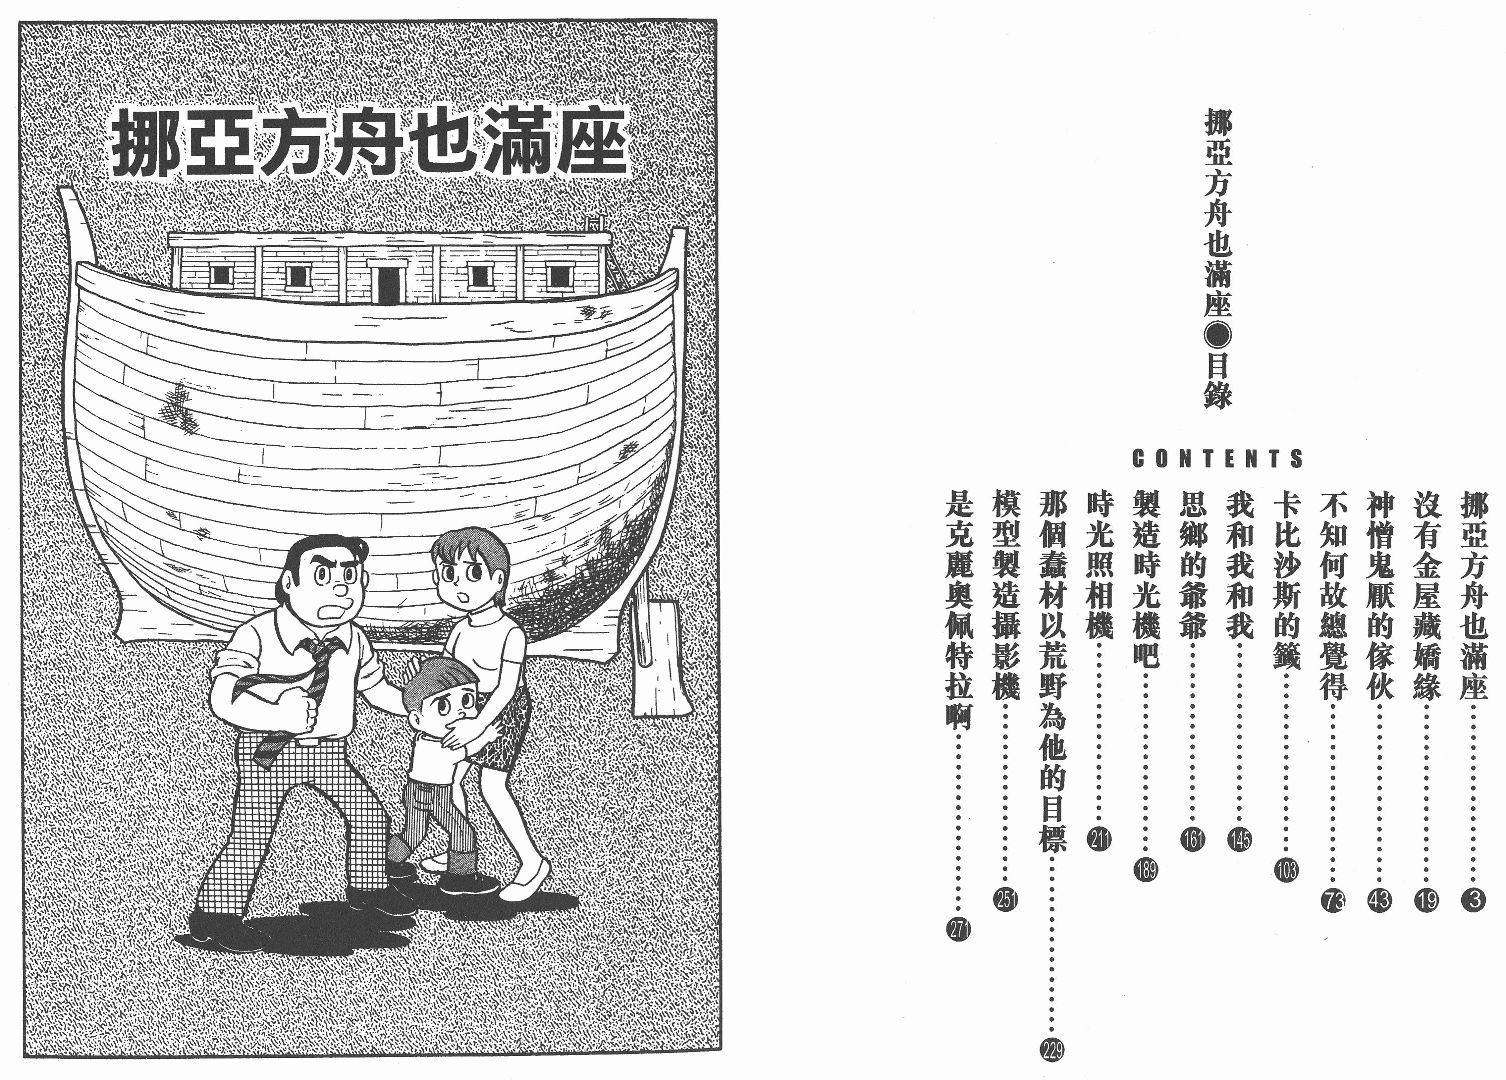 挪亞方舟也滿座
挪亞方舟也滿座●目錄
CONTENTS
挪亞方舟也滿座………3
沒有金屋藏嬌緣………19
神憎鬼厭的傢伙………43
不知何故總覺得………73
卡比沙斯的籤………103
我和我和我………145
思鄉的爺爺………161
製造時光機吧………189
時光照相機………211
那個蠢材以荒野為他的目標………229
模型製造攝影機………251
是克麗奧佩特拉啊………271